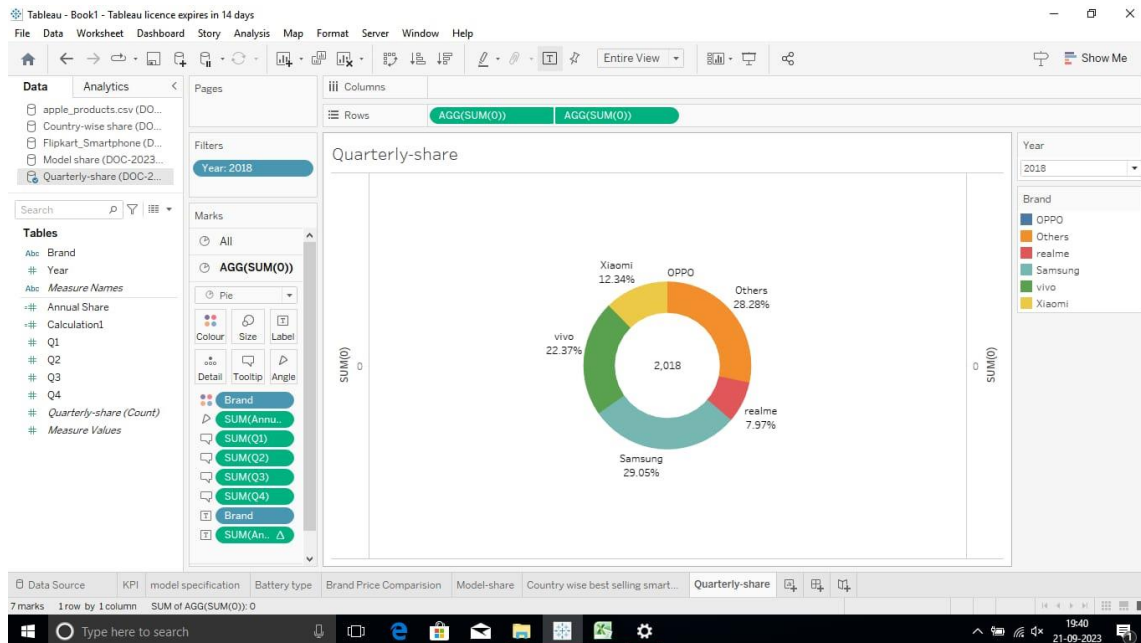 Tableau - Book1 - Tableau licence expires in 14 days
File Data Worksheet Dashboard Story Analysis Map Format Server Window Help
Entire View
Show Me
Data Analytics
apple_products.csv (DO...
Country-wise share (DO...
Flipkart_Smartphone (D...
Model share (DOC-2023...
Quarterly-share (DOC-2...
Search
Tables
Abc Brand
# Year
Abc Measure Names
=# Annual Share
=# Calculation1
# Q1
# Q2
# Q3
# Q4
# Quarterly-share (Count)
# Measure Values
Pages
Filters
Year: 2018
Marks
All
AGG(SUM(0))
Pie
Colour Size Label
Detail Tooltip Angle
Brand
SUM(Annu..
SUM(Q1)
SUM(Q2)
SUM(Q3)
SUM(Q4)
Brand
SUM(An.. Δ
iii Columns
Rows AGG(SUM(0)) AGG(SUM(0))
Quarterly-share
SUM(0)
0
Xiaomi
12.34%
OPPO
Others
28.28%
vivo
22.37%
2,018
realme
7.97%
Samsung
29.05%
0
SUM(0)
Year
2018
Brand
OPPO
Others
realme
Samsung
vivo
Xiaomi
Data Source KPI model specification Battery type Brand Price Comparision Model-share Country wise best selling smart... Quarterly-share
7 marks 1 row by 1 column SUM of AGG(SUM(0)): 0
Type here to search
19:40
21-09-2023